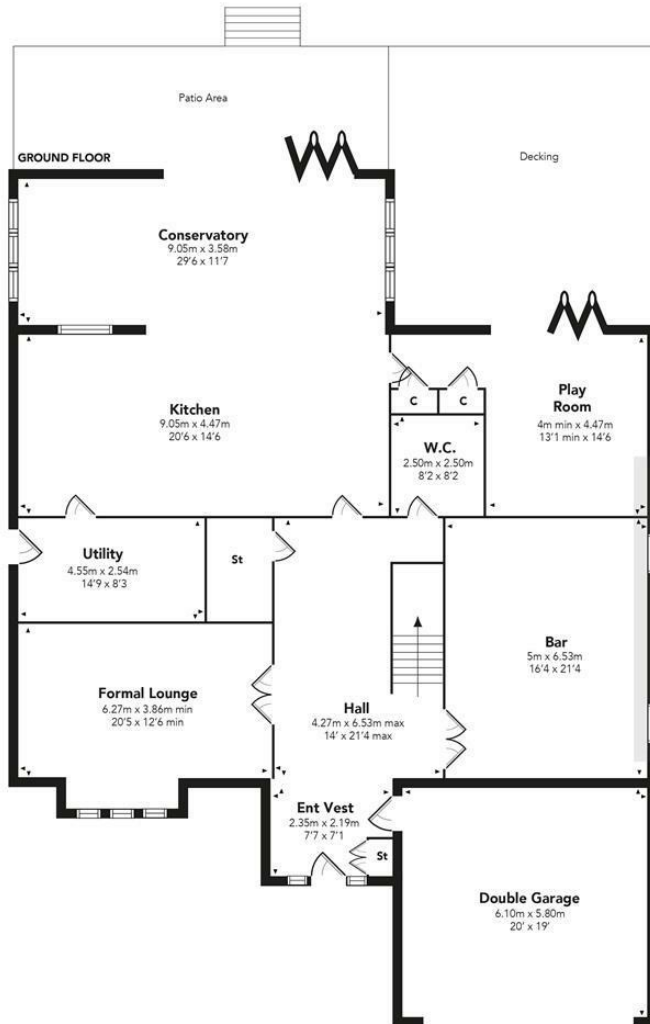 Patio Area
GROUND FLOOR
Decking
Conservatory
9.05m x 3.58m
29'6 x 11'7
Kitchen
9.05m x 4.47m
20'6 x 14'6
C
C
W.C.
2.50m x 2.50m
8'2 x 8'2
Play
Room
4m min x 4.47m
13'1 min x 14'6
Utility
4.55m x 2.54m
14'9 x 8'3
St
Bar
5m x 6.53m
16'4 x 21'4
Formal Lounge
6.27m x 3.86m min
20'5 x 12'6 min
Hall
4.27m x 6.53m max
14' x 21'4 max
Ent Vest
2.35m x 2.19m
7'7 x 7'1
St
Double Garage
6.10m x 5.80m
20' x 19'